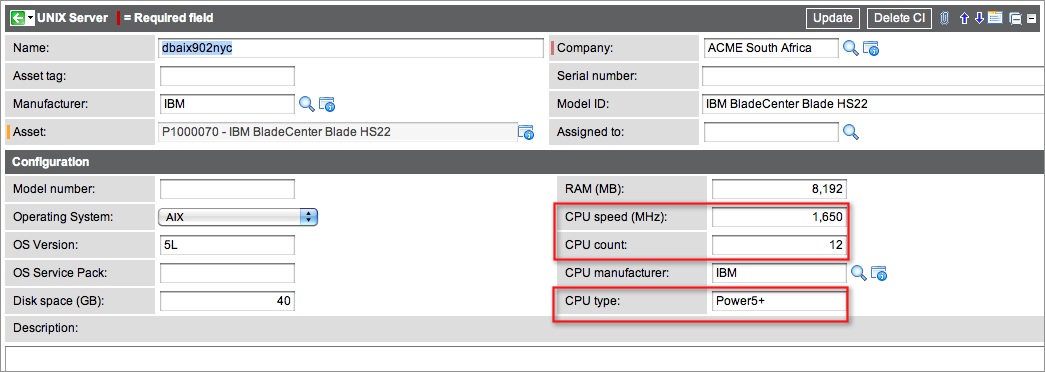 UNIX Server = Required field Update Delete CI
Name: dbaix902nyc Company: ACME South Africa
Asset tag: Serial number:
Manufacturer: IBM Model ID: IBM BladeCenter Blade HS22
Asset: P1000070 - IBM BladeCenter Blade HS22 Assigned to:
Configuration
Model number: RAM (MB): 8,192
Operating System: AIX CPU speed (MHz): 1,650
OS Version: 5L CPU count: 12
OS Service Pack: CPU manufacturer: IBM
Disk space (GB): 40 CPU type: Power5+
Description: